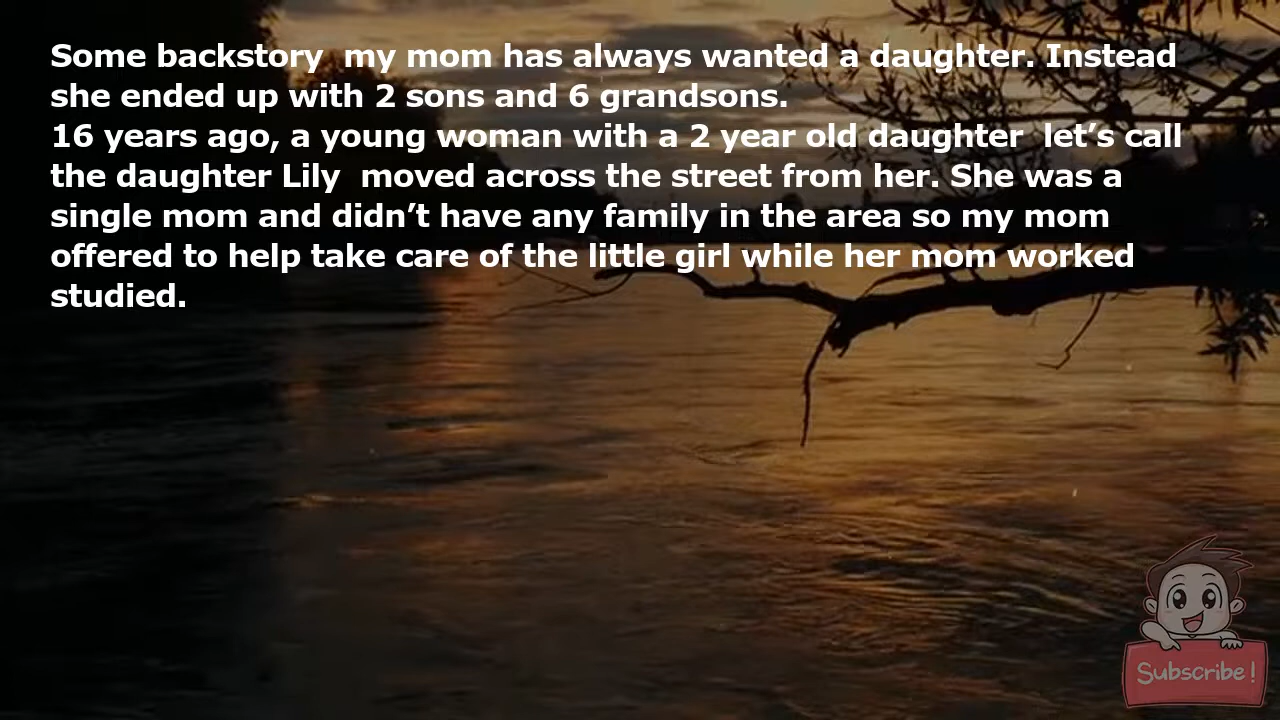 Some backstory  my mom has always wanted a daughter. Instead
she ended up with 2 sons and 6 grandsons.
16 years ago, a young woman with a 2 year old daughter  let’s call
the daughter Lily  moved across the street from her. She was a
single mom and didn’t have any family in the area so my mom
offered to help take care of the little girl while her mom worked
studied.
Subscribe!